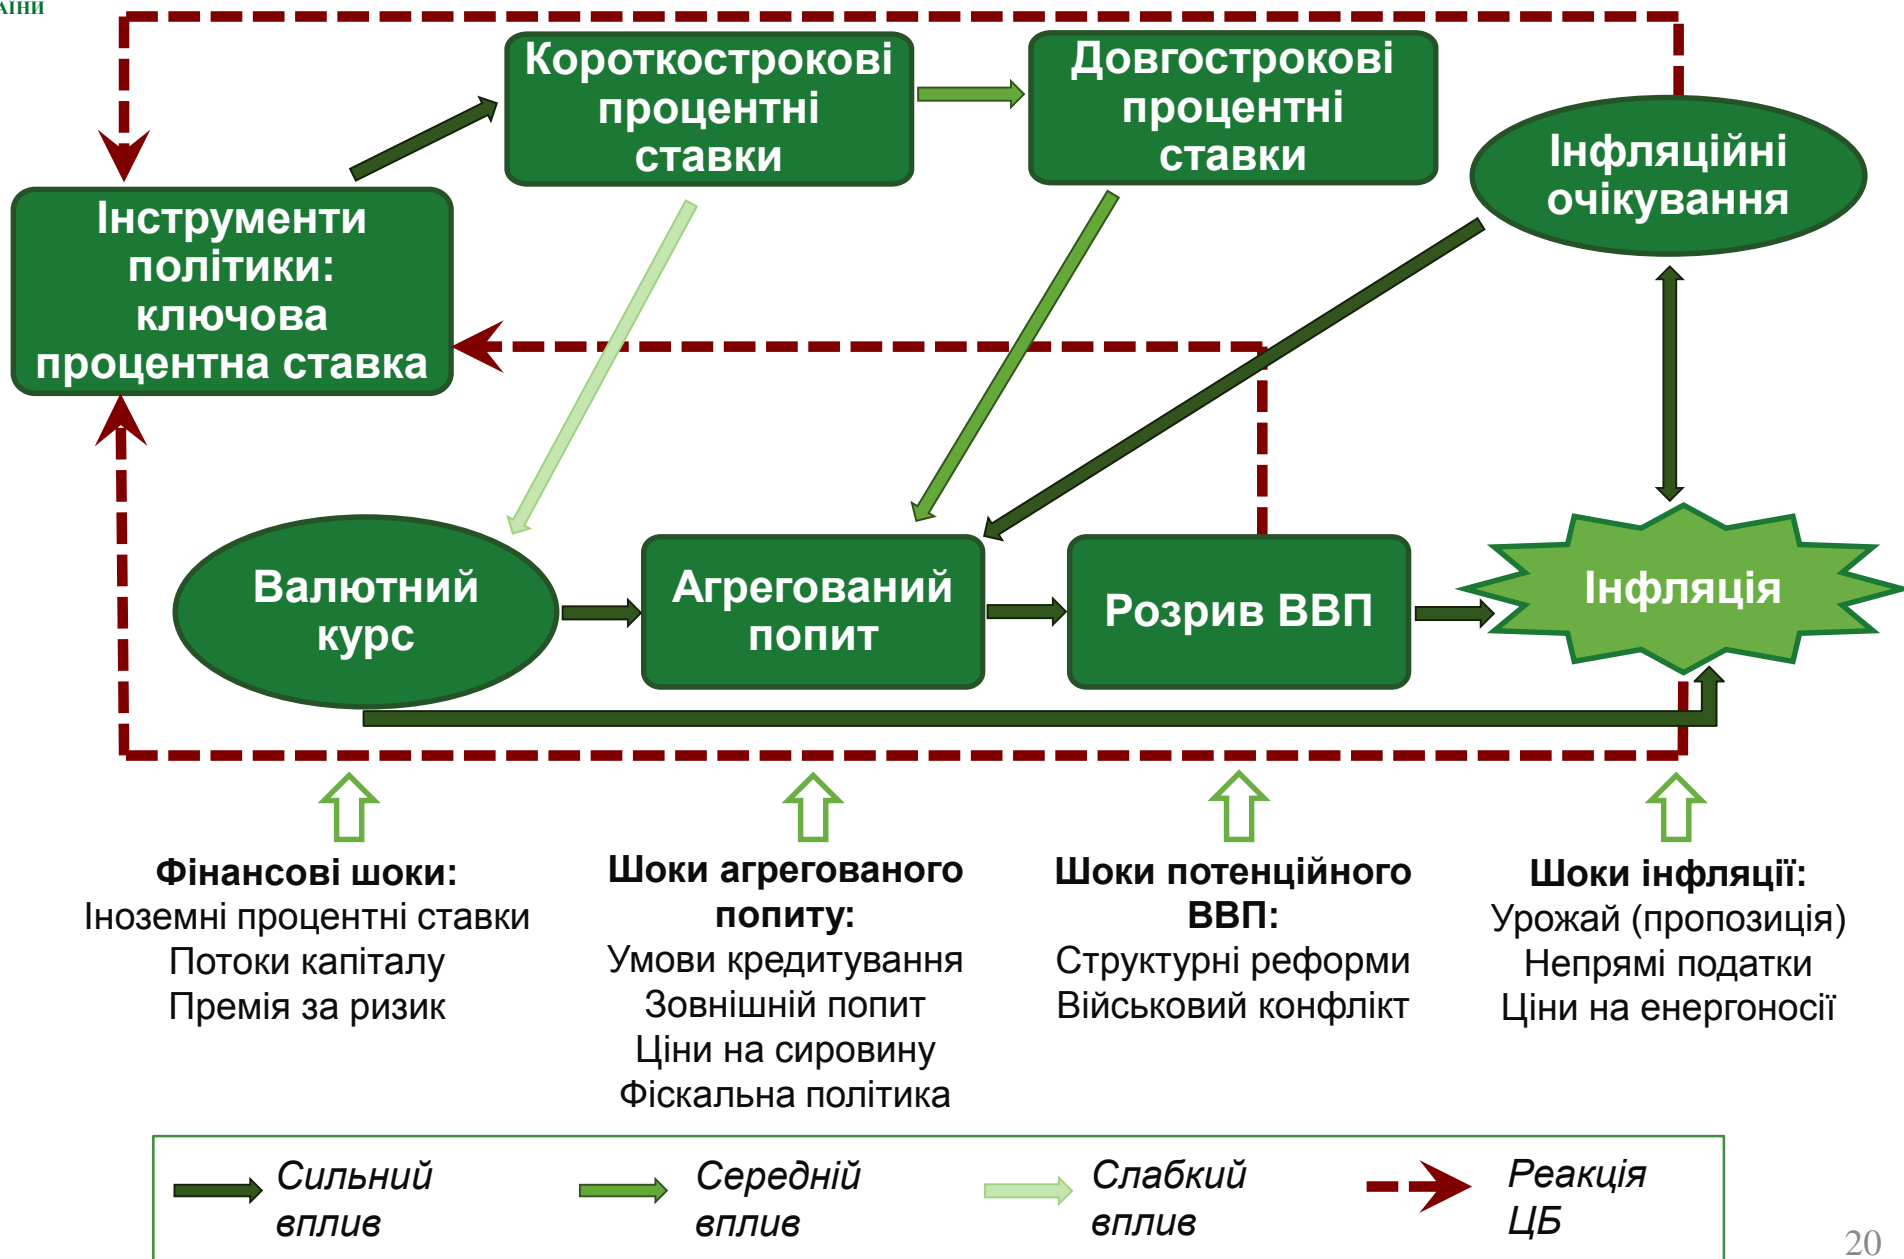 Короткострокові
процентні
ставки
Довгострокові
процентні
ставки
Інфляційні
очікування
Інструменти
політики:
ключова
процентна ставка
Валютний
курс
Агрегований
попит
Розрив ВВП
Інфляція
Фінансові шоки:
Іноземні процентні ставки
Потоки капіталу
Премія за ризик
Шоки агрегованого
попиту:
Умови кредитування
Зовнішній попит
Ціни на сировину
Фіскальна політика
Шоки потенційного
ВВП:
Структурні реформи
Військовий конфлікт
Шоки інфляції:
Урожай (пропозиція)
Непрямі податки
Ціни на енергоносії
Сильний
вплив
Середній
вплив
Слабкий
вплив
Реакція
ЦБ
20